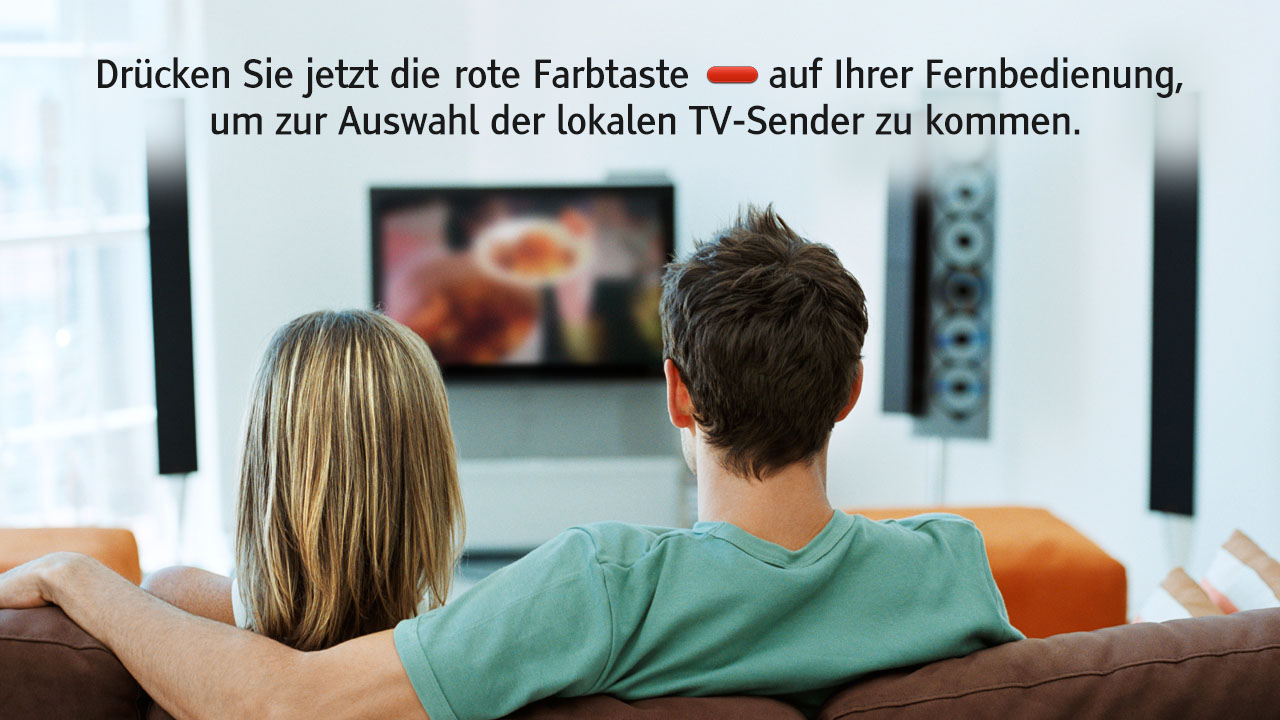 Drücken Sie jetzt die rote Farbtaste auf Ihrer Fernbedienung,
um zur Auswahl der lokalen TV-Sender zu kommen.